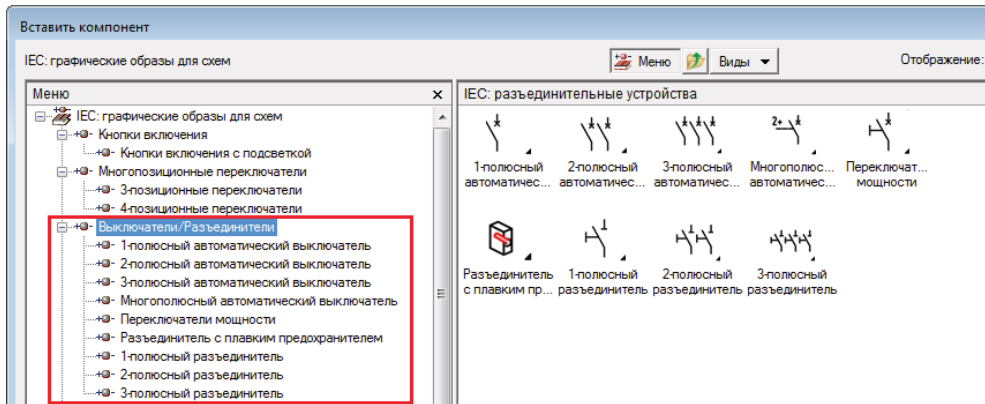 Вставить компонент
IEC: графические образы для схем
Меню
Виды
Отображение:
Меню
IEC: графические образы для схем
Кнопки включения
Кнопки включения с подсветкой
Многопозиционные переключатели
3-позиционные переключатели
4-позиционные переключатели
Выключатели/Разъединители
1-полюсный автоматический выключатель
2-полюсный автоматический выключатель
3-полюсный автоматический выключатель
Многополюсный автоматический выключатель
Переключатели мощности
Разъединитель с плавким предохранителем
1-полюсный разъединитель
2-полюсный разъединитель
3-полюсный разъединитель
IEC: разъединительные устройства
2+
1-полюсный
автоматичес...
2-полюсный
автоматичес...
3-полюсный
автоматичес...
Многополюс...
автоматичес...
Переключат...
мощности
Разъединитель
с плавким пр...
1-полюсный
разъединитель
2-полюсный
разъединитель
3-полюсный
разъединитель